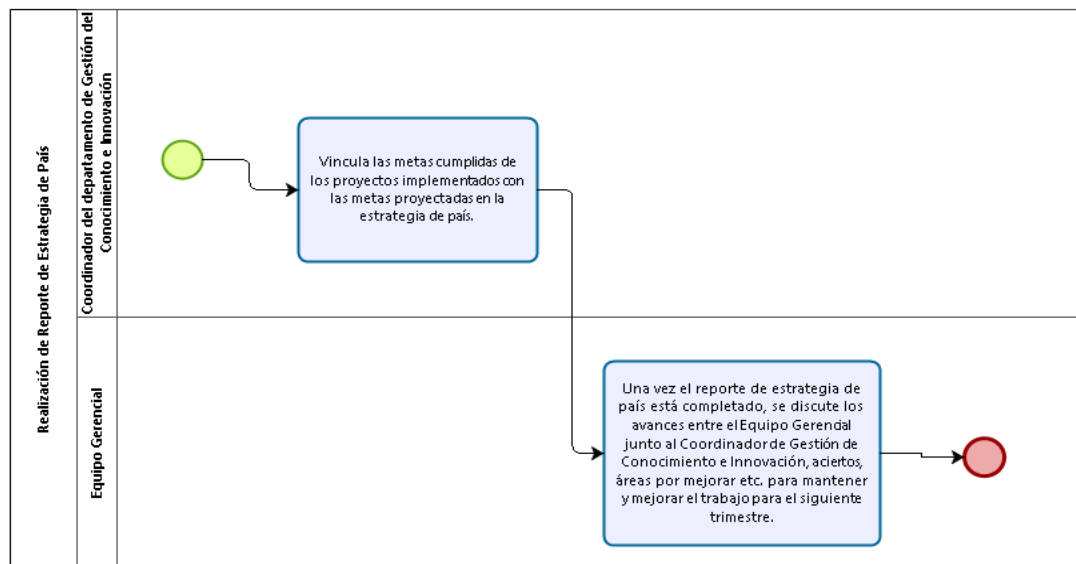 Realización de Reporte de Estrategia de País
Coordinador del departamento de Gestión del
Conocimiento e Innovación
Vincula las metas cumplidas de
los proyectos implementados con
las metas proyectadas en la
estrategia de país.
Equipo Gerencial
Una vez el reporte de estrategia de
país está completado, se discute los
avances entre el Equipo Gerencial
junto al Coordinador de Gestión de
Conocimiento e Innovación, aciertos,
áreas por mejorar etc. para mantener
y mejorar el trabajo para el siguiente
trimestre.